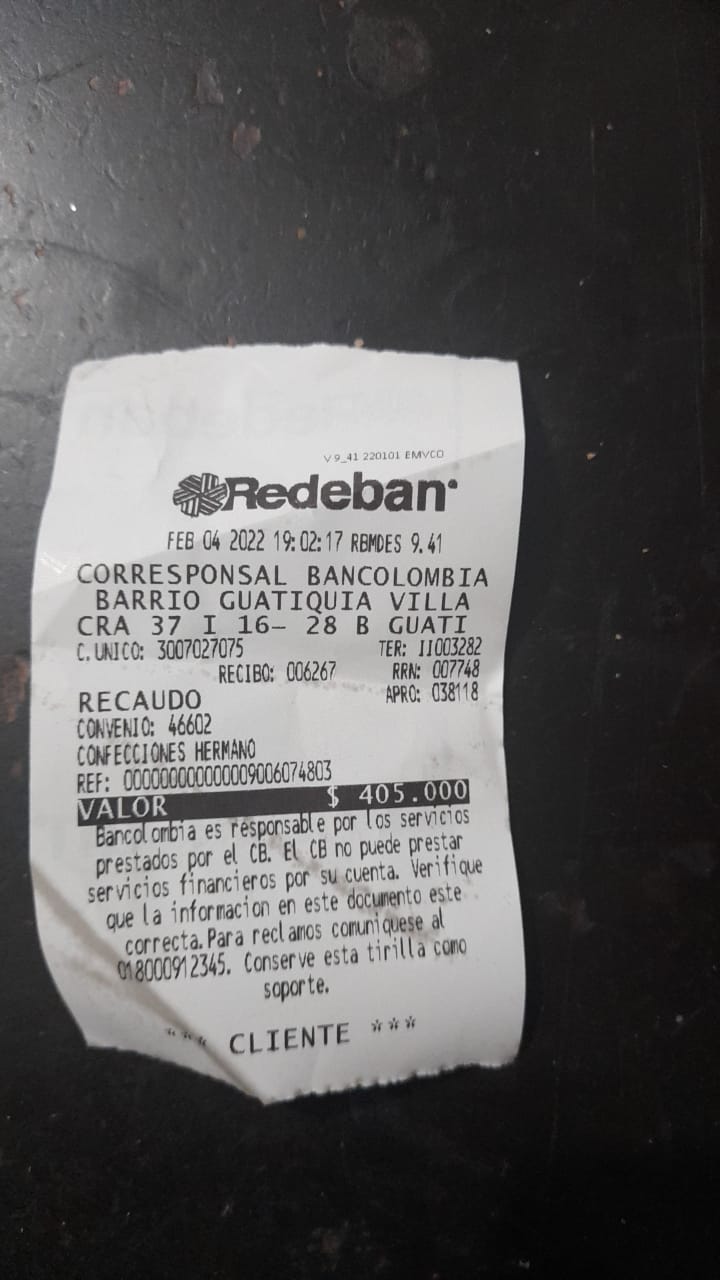 V 9_41 220101 EMVCO
Redeban
FEB 04 2022 19:02:17 RBMDES 9.41
CORRESPONSAL BANCOLOMBIA
BARRIO GUATIQUIA VILLA
CRA 37 I 16- 28 B GUATI
C. UNICO: 3007027075 TER: II003282
RECIBO: 006267 RRN: 007748
RECAUDO APRO: 038118
CONVENIO: 46602
CONFECCIONES HERMANO
REF: 000000000000009006074803
VALOR $ 405.000
Bancolombia es responsable por los servicios
prestados por el CB. El CB no puede prestar
servicios financieros por su cuenta. Verifique
que la informacion en este documento este
correcta. Para reclamos comuniquese al
018000912345. Conserve esta tirilla como
soporte.
*** CLIENTE ***